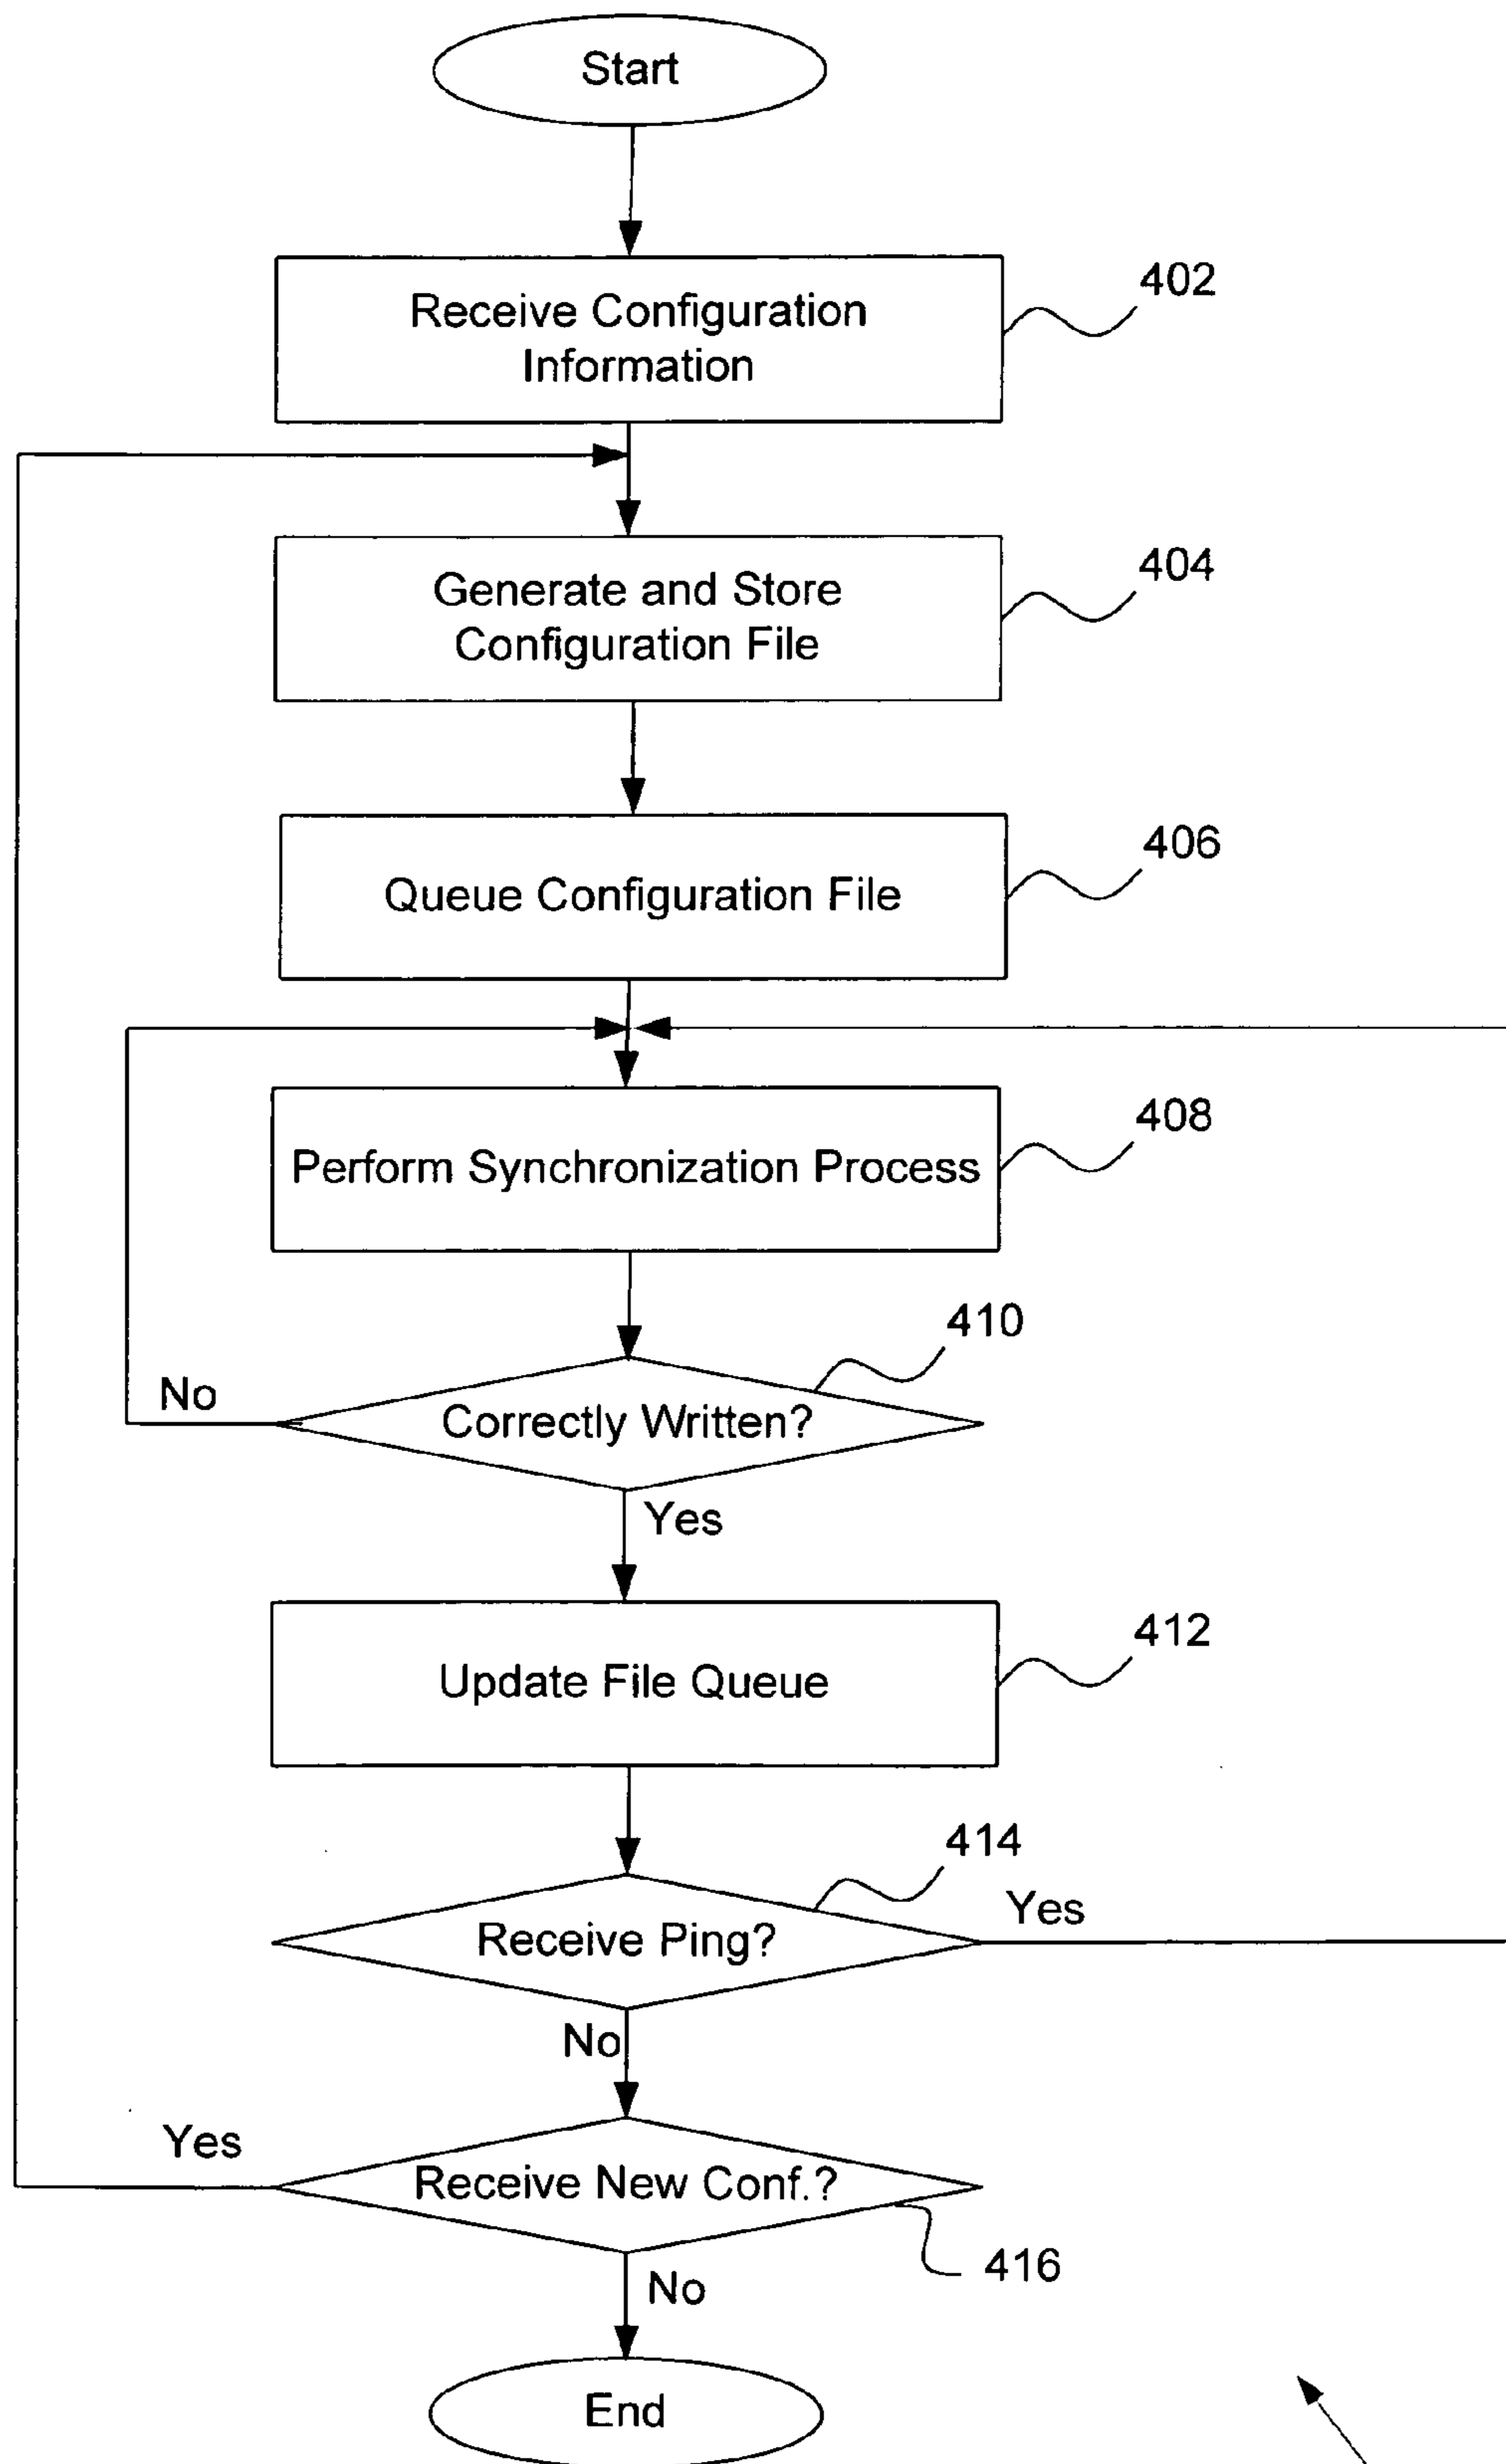 Start
Receive Configuration
Information
402
Generate and Store
Configuration File
404
Queue Configuration File
406
Perform Synchronization Process
408
410
No
Correctly Written?
Yes
Update File Queue
412
414
Receive Ping?
Yes
No
Yes
Receive New Conf.?
416
No
End